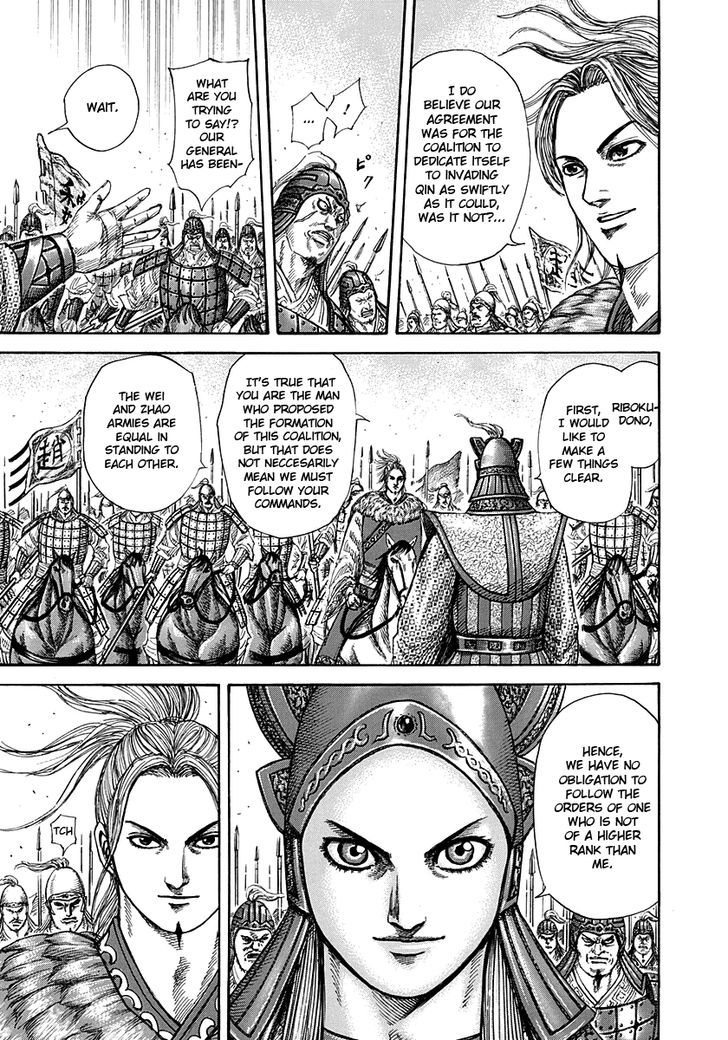 I DO
BELIEVE OUR
AGREEMENT
WAS FOR THE
COALITION TO
DEDICATE ITSELF
TO INVADING
QIN AS SWIFTLY
AS IT COULD,
WAS IT NOT?...
!
...
ピク
WHAT
ARE YOU
TRYING
TO SAY!?
OUR
GENERAL
HAS BEEN-
WAIT.
RIBOKU-
DONO,
FIRST,
I WOULD
LIKE TO
MAKE A
FEW THINGS
CLEAR.
IT'S TRUE THAT
YOU ARE THE MAN
WHO PROPOSED
THE FORMATION
OF THIS COALITION,
BUT THAT DOES
NOT NECCESARILY
MEAN WE MUST
FOLLOW YOUR
COMMANDS.
THE WEI
AND ZHAO
ARMIES ARE
EQUAL IN
STANDING TO
EACH OTHER.
趙
HENCE,
WE HAVE NO
OBLIGATION TO
FOLLOW THE
ORDERS OF ONE
WHO IS NOT
OF A HIGHER
RANK THAN
ME.
TCH